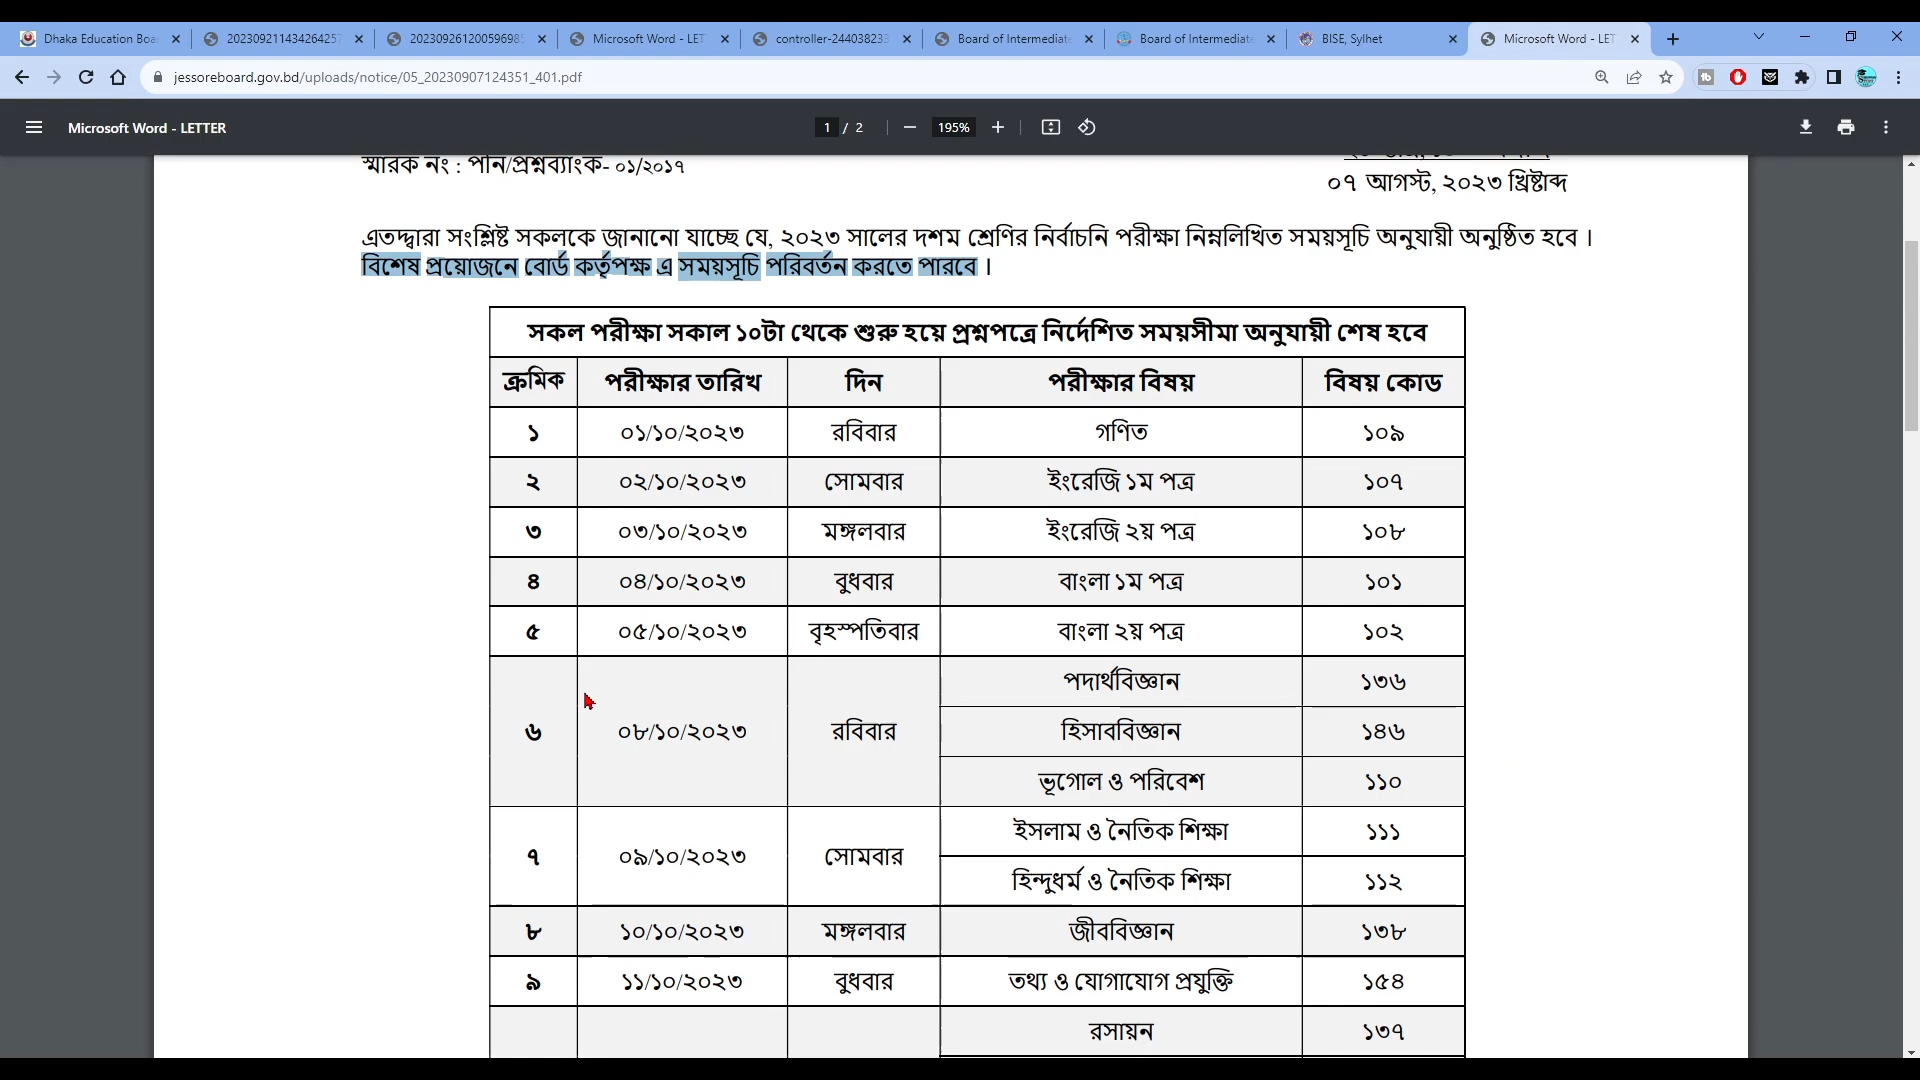 Dhaka Education Boa
202309211434264257
20230926120059698
Microsoft Word - LET
controller-244038233
Board of Intermediate
Board of Intermediate
BISE, Sylhet
Microsoft Word - LET
jessoreboard.gov.bd/uploads/notice/05_20230907124351_401.pdf
Microsoft Word - LETTER
1 / 2
195%
স্মারক নং : পনি/প্রশ্নব্যাংক- ০১/২০১৭
০৭ আগস্ট, ২০২৩ খ্রিষ্টাব্দ
এতদ্দ্বারা সংশ্লিষ্ট সকলকে জানানো যাচ্ছে যে, ২০২৩ সালের দশম শ্রেণির নির্বাচনি পরীক্ষা নিম্নলিখিত সময়সূচি অনুযায়ী অনুষ্ঠিত হবে ।
বিশেষ প্রয়োজনে বোর্ড কর্তৃপক্ষ এ সময়সূচি পরিবর্তন করতে পারবে ।
সকল পরীক্ষা সকাল ১০টা থেকে শুরু হয়ে প্রশ্নপত্রে নির্দেশিত সময়সীমা অনুযায়ী শেষ হবে
ক্রমিক পরীক্ষার তারিখ দিন পরীক্ষার বিষয় বিষয় কোড
১ ০১/১০/২০২৩ রবিবার গণিত ১০৯
২ ০২/১০/২০২৩ সোমবার ইংরেজি ১ম পত্র ১০৭
৩ ০৩/১০/২০২৩ মঙ্গলবার ইংরেজি ২য় পত্র ১০৮
৪ ০৪/১০/২০২৩ বুধবার বাংলা ১ম পত্র ১০১
৫ ০৫/১০/২০২৩ বৃহস্পতিবার বাংলা ২য় পত্র ১০২
পদার্থবিজ্ঞান ১৩৬
৬ ০৮/১০/২০২৩ রবিবার হিসাববিজ্ঞান ১৪৬
ভূগোল ও পরিবেশ ১১০
ইসলাম ও নৈতিক শিক্ষা ১১১
৭ ০৯/১০/২০২৩ সোমবার
হিন্দুধর্ম ও নৈতিক শিক্ষা ১১২
৮ ১০/১০/২০২৩ মঙ্গলবার জীববিজ্ঞান ১৩৮
৯ ১১/১০/২০২৩ বুধবার তথ্য ও যোগাযোগ প্রযুক্তি ১৫৪
রসায়ন ১৩৭